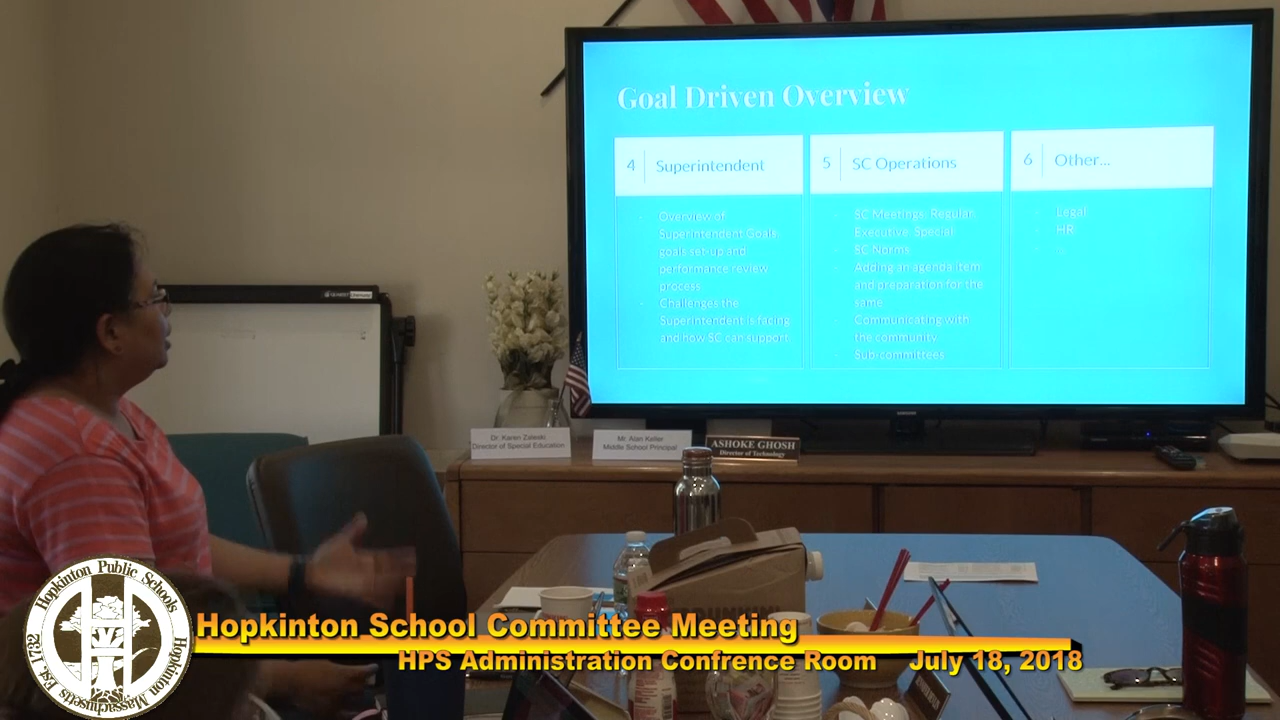 Goal Driven Overview
4 Superintendent
- Overview of
Superintendent Goals,
goals set-up and
performance review
process
- Challenges the
Superintendent is facing
and how SC can support
5 SC Operations
- SC Meetings: Regular,
Executive, Special
- SC Norms
- Adding an agenda item
and preparation for the
same
- Communicating with
the community
- Sub-committees
6 Other...
- Legal
- HR
SAMSUNG
Dr. Karen Zaleski
Director of Special Education
Mr. Alan Keller
Middle School Principal
ASHOKE GHOSH
Director of Technology
DUNKIN'
Hopkinton Public Schools
Hopkinton Massachusetts Est. 1732
Hopkinton School Committee Meeting
HPS Administration Confrence Room July 18, 2018